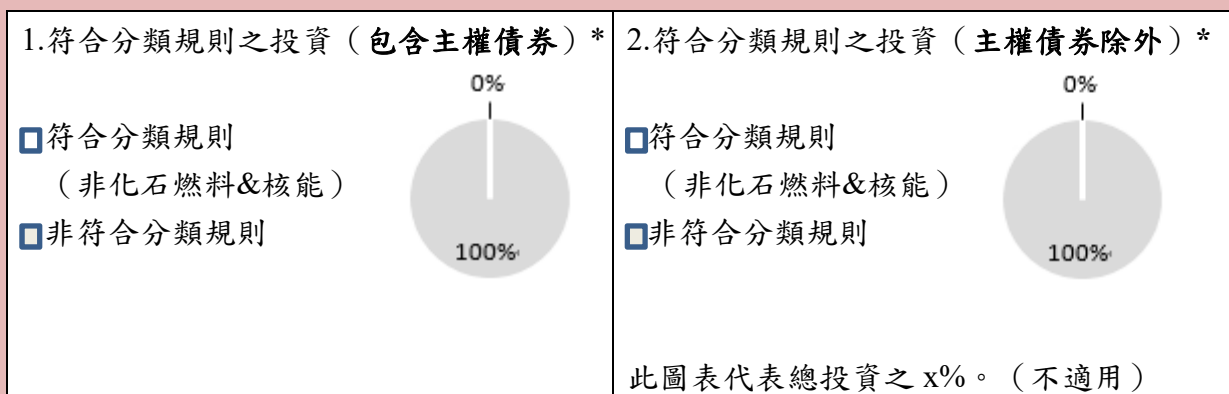 1.符合分類規則之投資（包含主權債券）*
0%
符合分類規則
（非化石燃料&核能）
非符合分類規則
100%
2.符合分類規則之投資（主權債券除外）*
0%
符合分類規則
（非化石燃料&核能）
非符合分類規則
100%
此圖表代表總投資之 x%。（不適用）